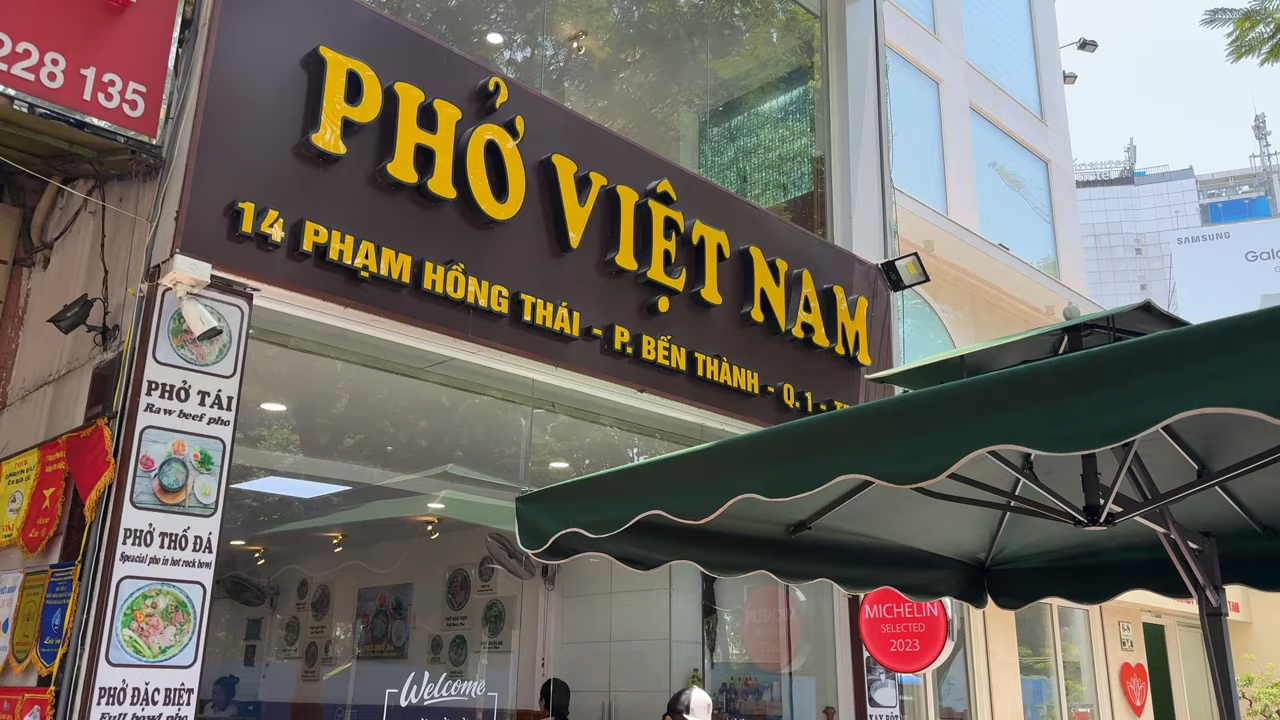 228 135
PHỞ VIỆT NAM
14 PHẠM HỒNG THÁI - P. BẾN THÀNH - Q. 1 -
PHỞ TÁI
Raw beef pho
PHỞ THỐ ĐÁ
Speacial pho in hot rock bowl
PHỞ ĐẶC BIỆT
Full bowl pho
Welcome
MICHELIN
SELECTED
2023
SAMSUNG